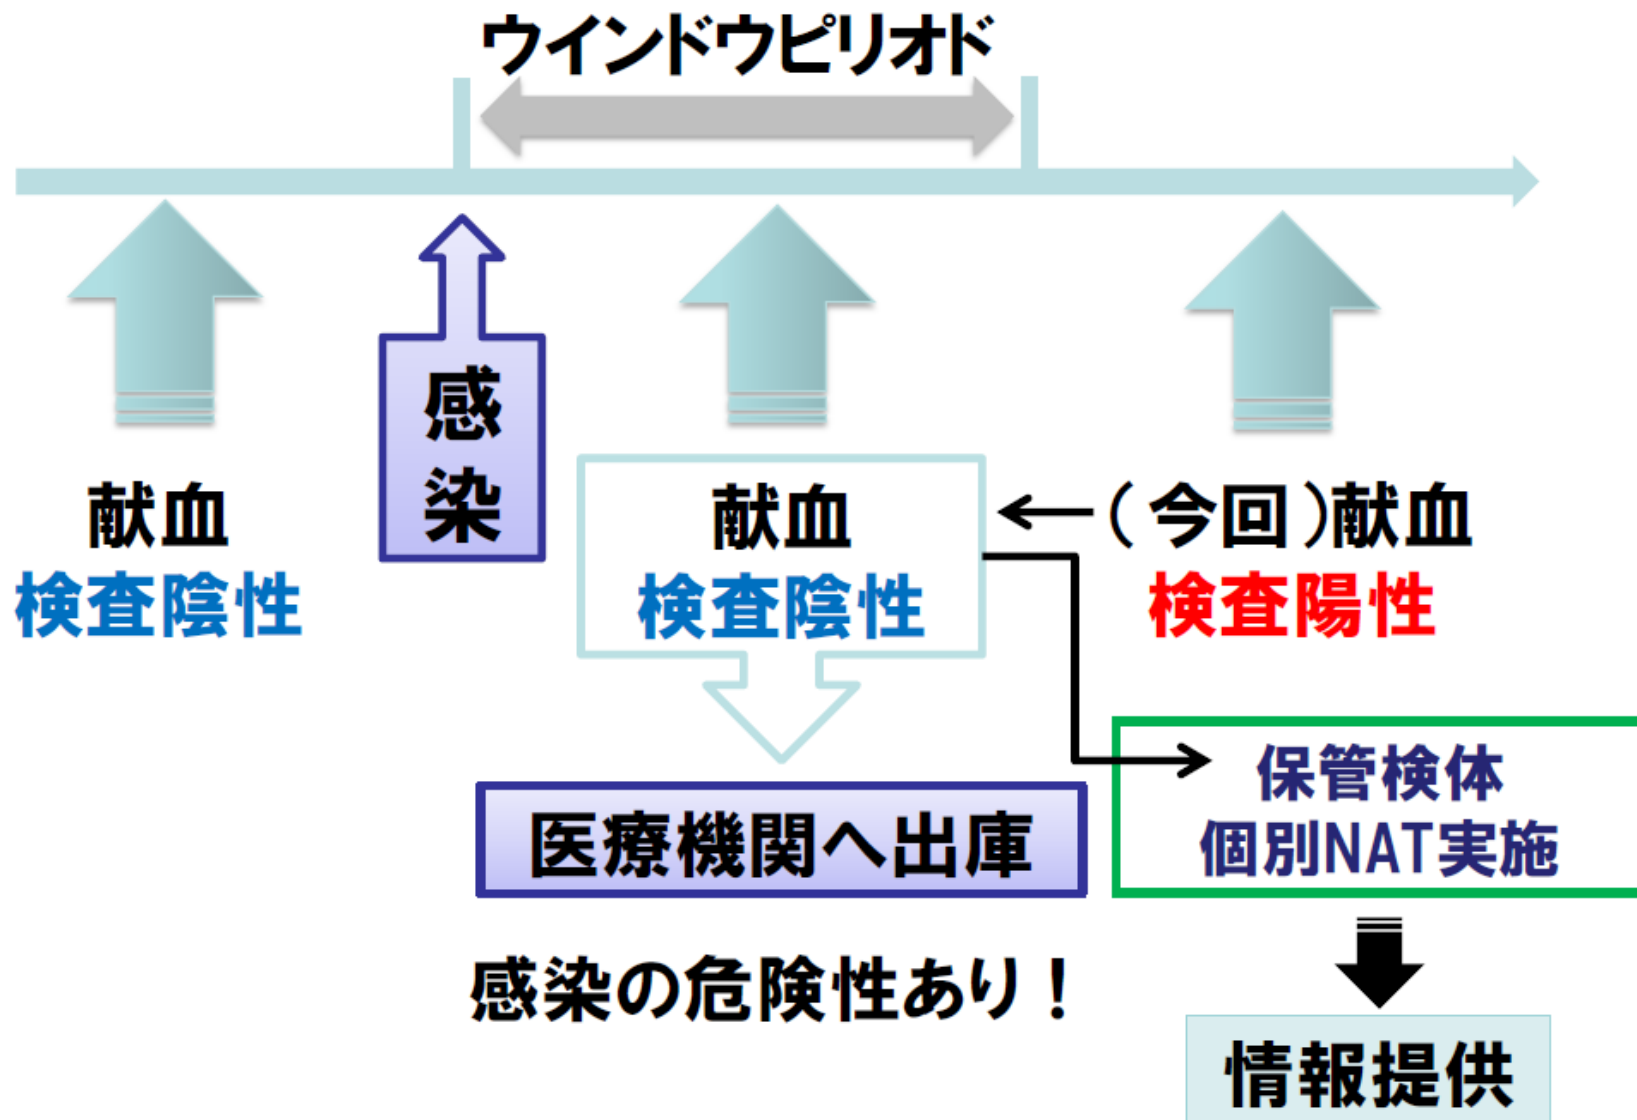 ウインドウピリオド
感染
献血
検査陰性
献血
検査陰性
（今回）献血
検査陽性
医療機関へ出庫
感染の危険性あり！
保管検体
個別NAT実施
情報提供